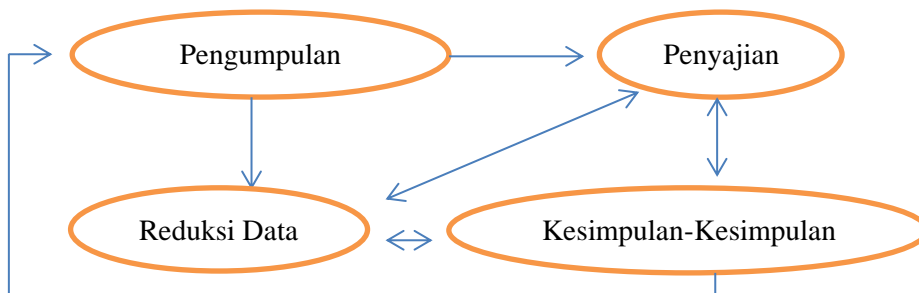 Pengumpulan
Penyajian
Reduksi Data
Kesimpulan-Kesimpulan